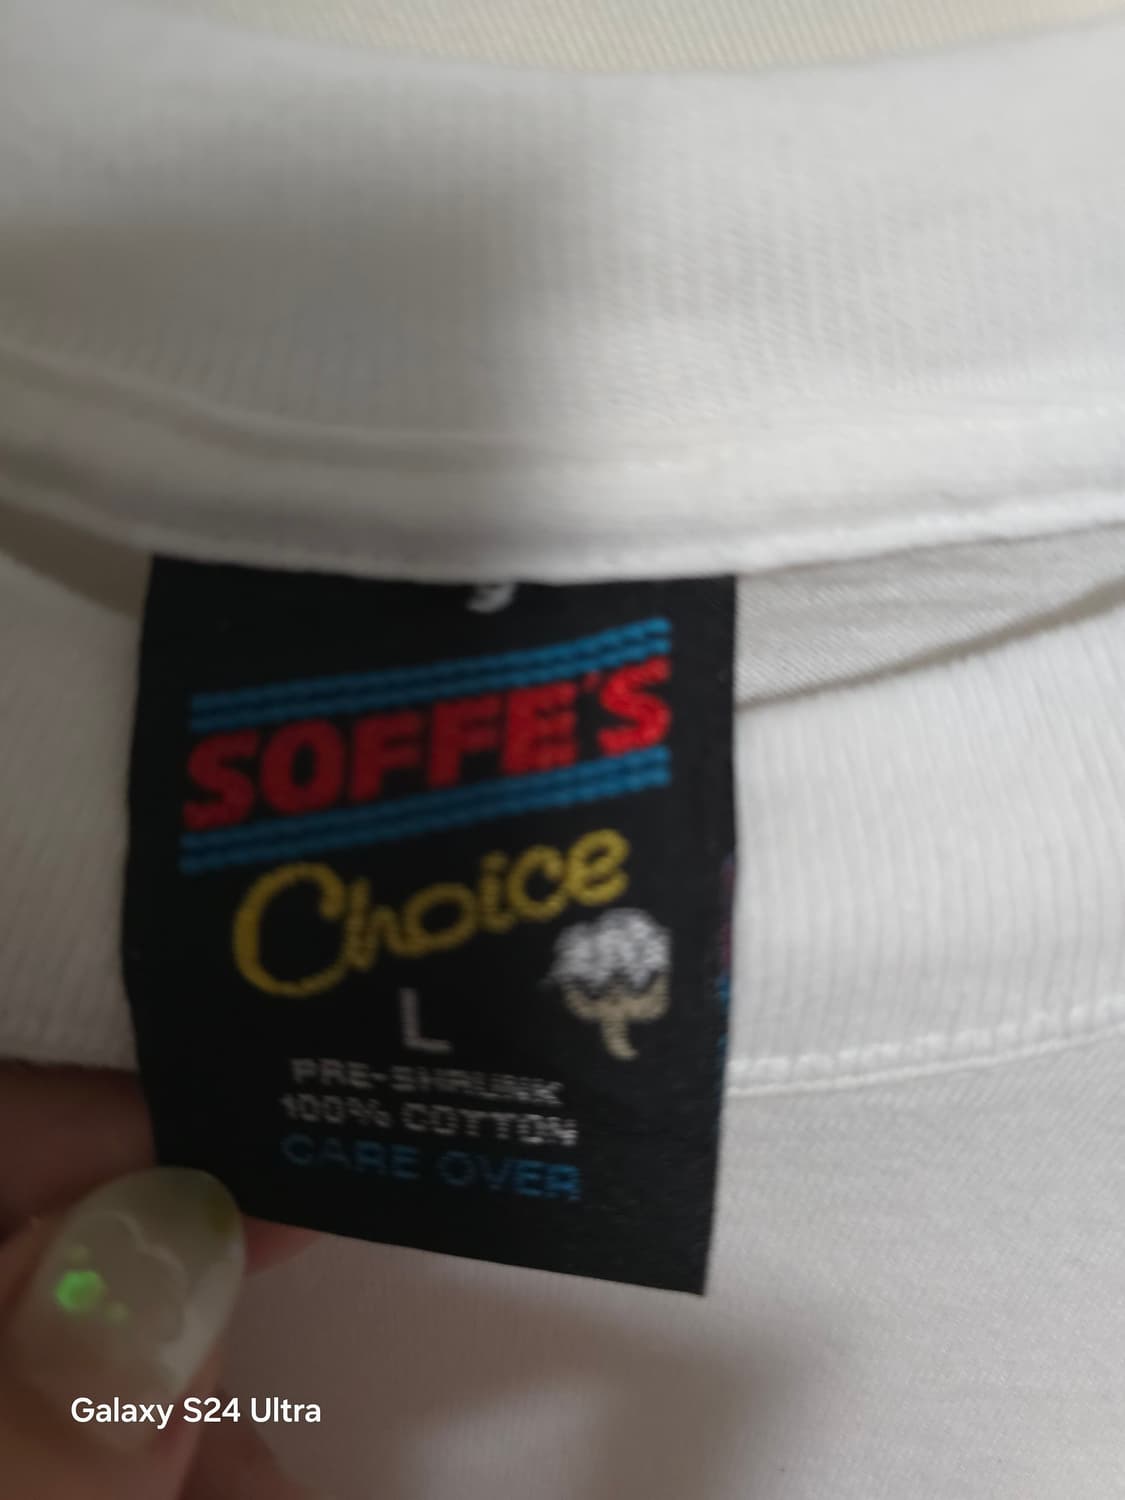 SOFFE'S
Choice
L
PRE-SHRUNK
100% COTTON
CARE OVER
Galaxy S24 Ultra